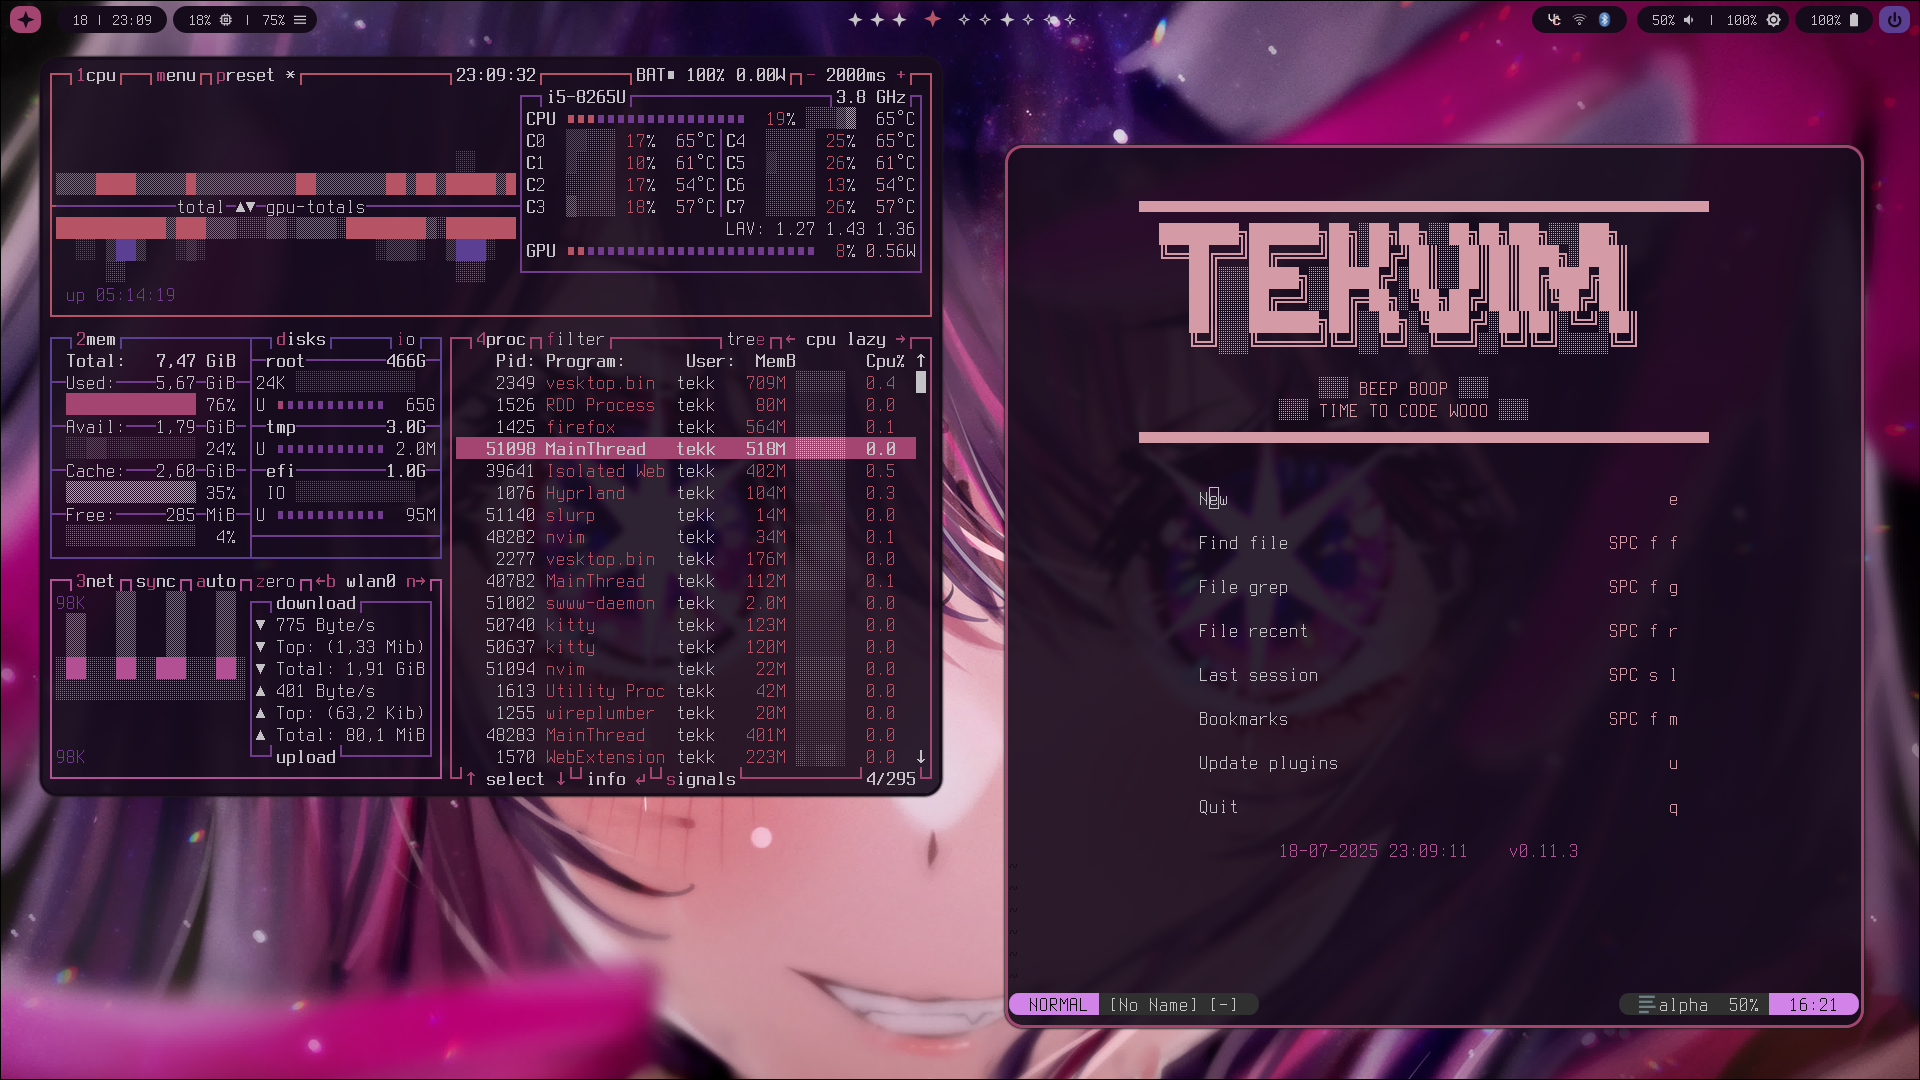 18 | 23:09 18% | 75% 50% | 100% 100%
1cpu menu preset * 23:09:32 BAT 100% 0.00W - 2000ms +
i5-8265U 3.8 GHz
CPU 19% 65°C
C0 17% 65°C C4 25% 65°C
C1 10% 61°C C5 26% 61°C
C2 17% 54°C C6 13% 54°C
C3 18% 57°C C7 26% 57°C
total ▲▼ gpu-totals
LAV: 1.27 1.43 1.36
GPU 8% 0.56W
up 05:14:19
2mem disks io
Total: 7,47 GiB
Used: 5,67 GiB
76%
Avail: 1,79 GiB
24%
Cache: 2,60 GiB
35%
Free: 285 MiB
4%
root 466G
24K
U 65G
tmp 3.0G
U 2.0M
efi 1.0G
IO
U 95M
3net sync auto zero ←b wlan0 n→
98K
download
▼ 775 Byte/s
▼ Top: (1,33 Mib)
▼ Total: 1,91 GiB
▲ 401 Byte/s
▲ Top: (63,2 Kib)
▲ Total: 80,1 MiB
upload
98K
4proc filter tree ← cpu lazy →
Pid: Program: User: MemB Cpu% ↑
2349 vesktop.bin tekk 709M 0.4
1526 RDD Process tekk 80M 0.0
1425 firefox tekk 564M 0.1
51098 MainThread tekk 518M 0.0
39641 Isolated Web tekk 402M 0.5
1076 Hyprland tekk 104M 0.3
51140 slurp tekk 14M 0.0
48282 nvim tekk 34M 0.1
2277 vesktop.bin tekk 176M 0.0
40782 MainThread tekk 112M 0.1
51002 swww-daemon tekk 2.0M 0.0
50740 kitty tekk 123M 0.0
50637 kitty tekk 120M 0.0
51094 nvim tekk 22M 0.0
1613 Utility Proc tekk 42M 0.0
1255 wireplumber tekk 20M 0.0
48283 MainThread tekk 401M 0.0
1570 WebExtension tekk 223M 0.0 ↓
↑ select ↓ info ↵ signals 4/295
TEKVIM
BEEP BOOP
TIME TO CODE WOOO
New e
Find file SPC f f
File grep SPC f g
File recent SPC f r
Last session SPC s l
Bookmarks SPC f m
Update plugins u
Quit q
18-07-2025 23:09:11 v0.11.3
~
~
~
~
~
~
NORMAL [No Name] [-] alpha 50% 16:21